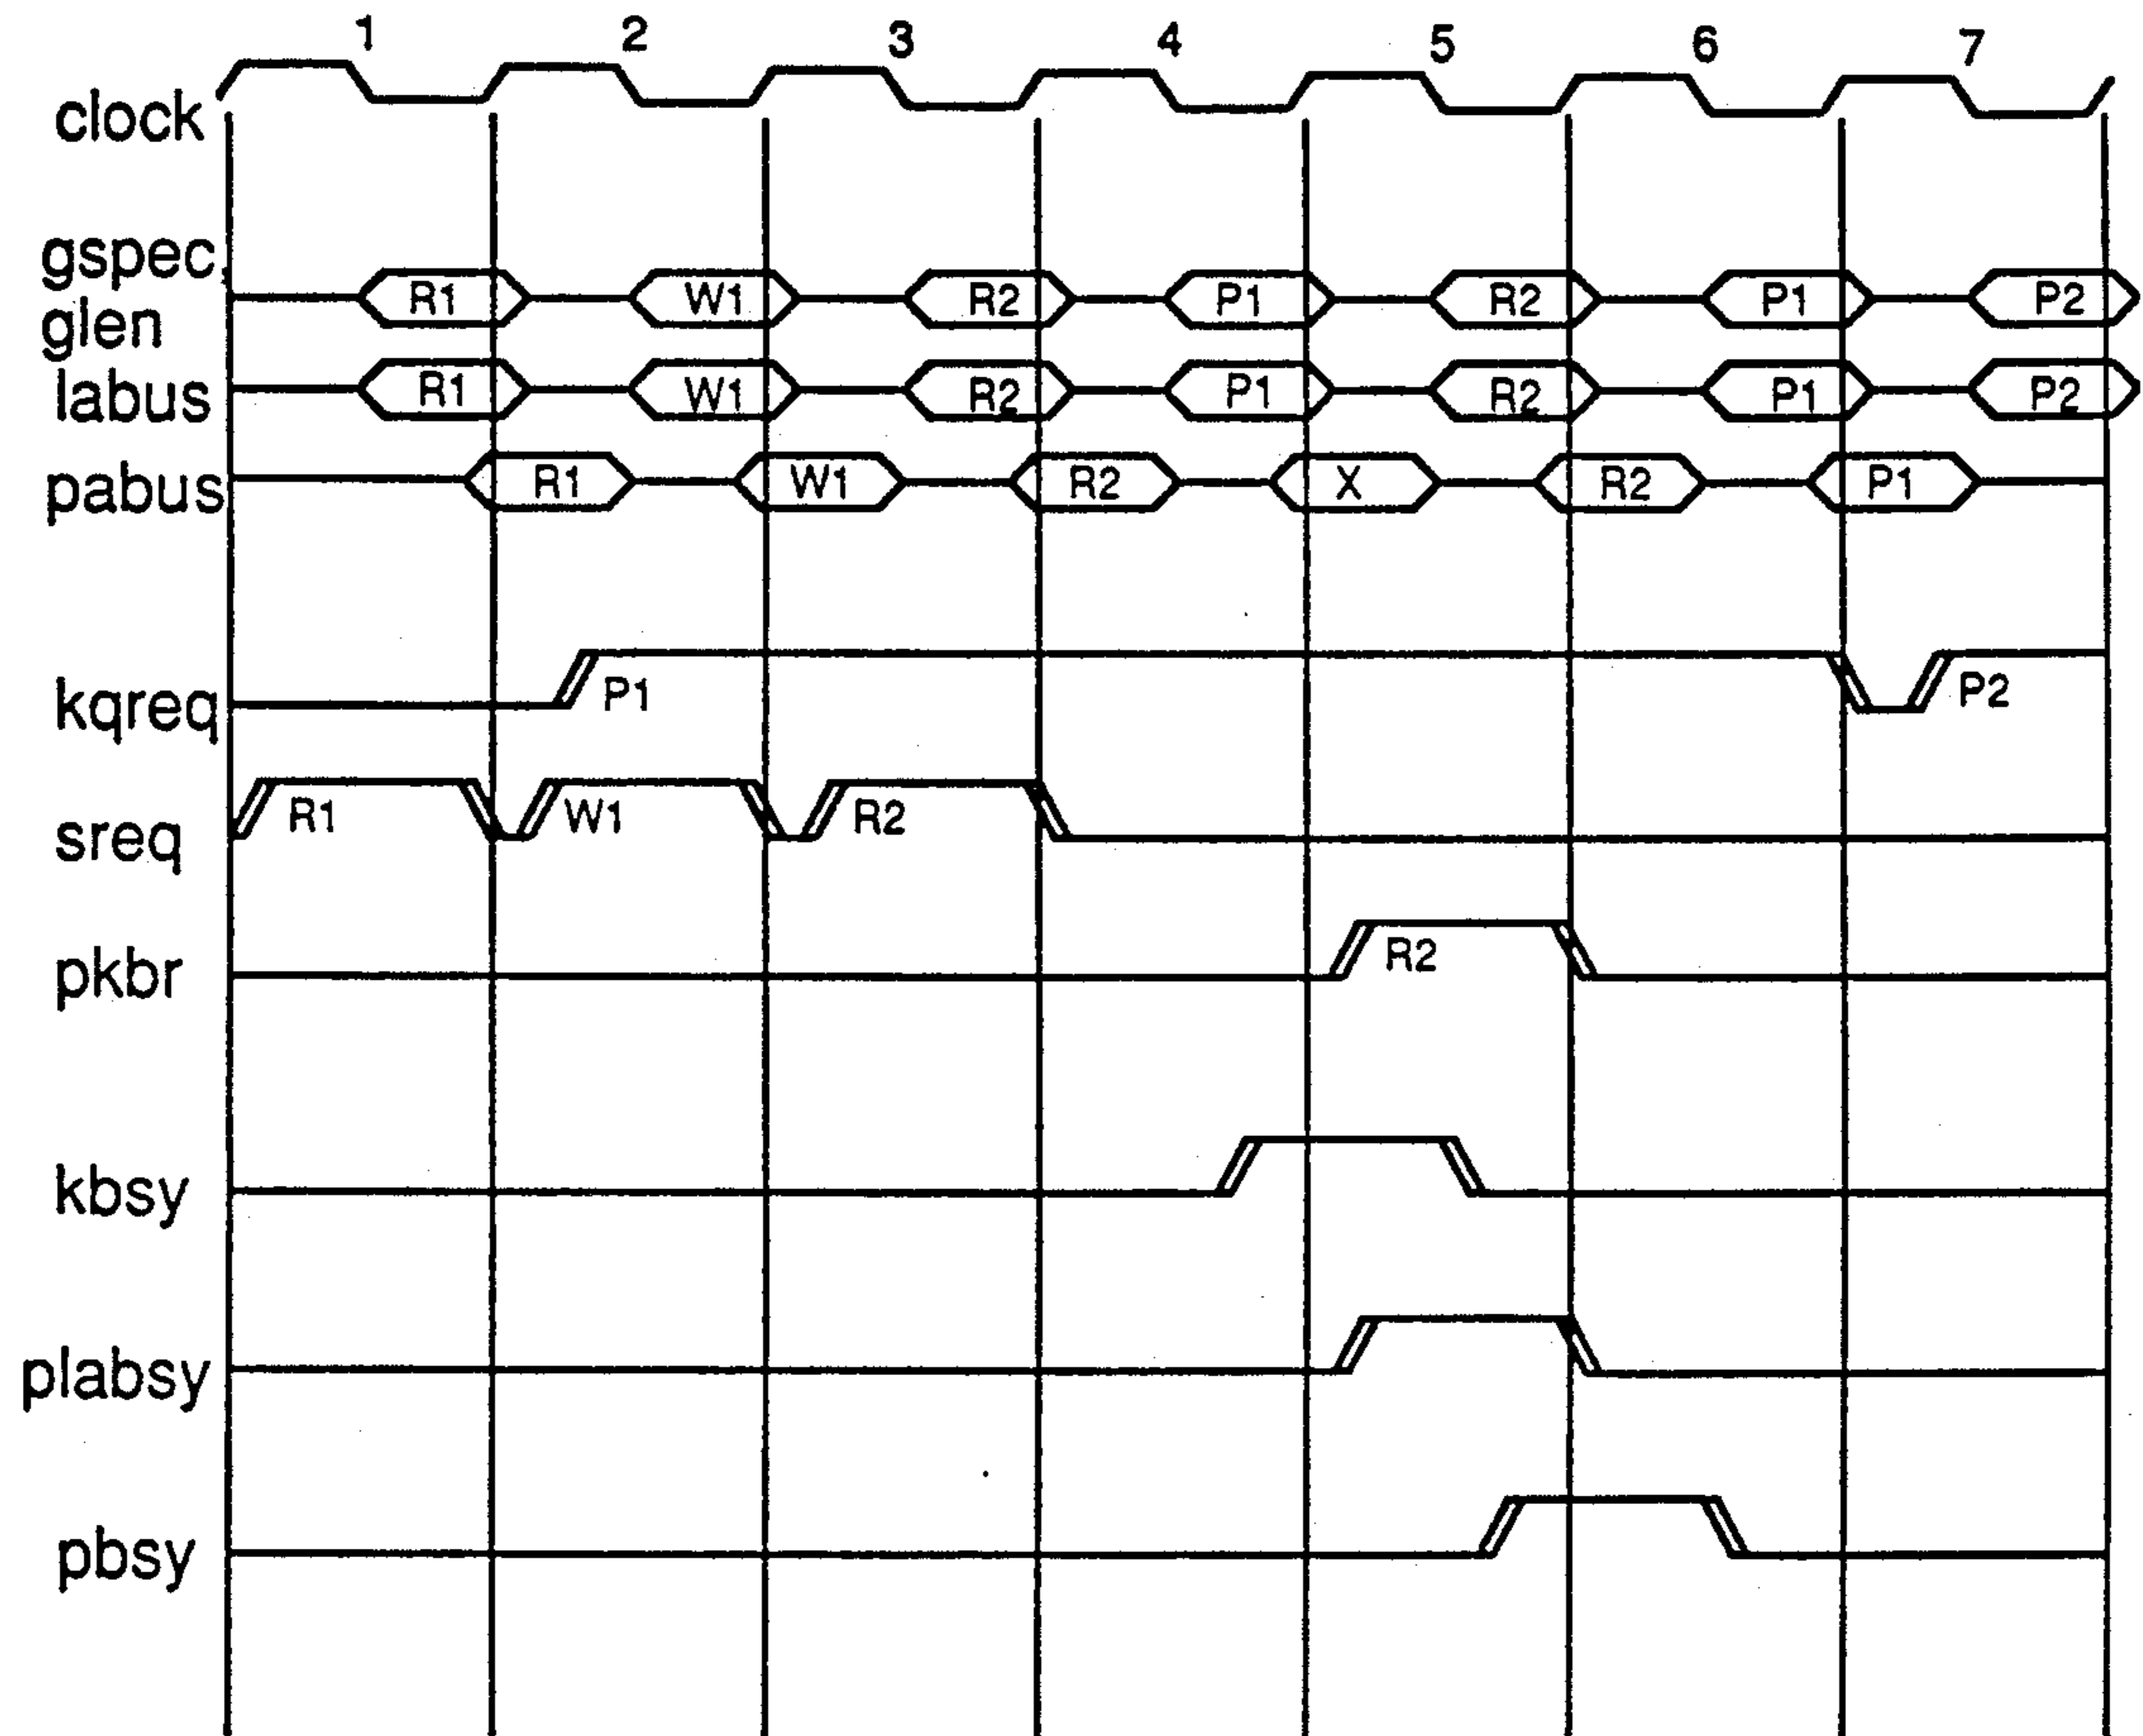 1 2 3 4 5 6 7
clock
gspec
glen
R1 W1 R2 P1 R2 P1 P2
labus R1 W1 R2 P1 R2 P1 P2
pabus R1 W1 R2 X R2 P1
kqreq P1 P2
sreq R1 W1 R2
pkbr R2
kbsy
plabsy
pbsy